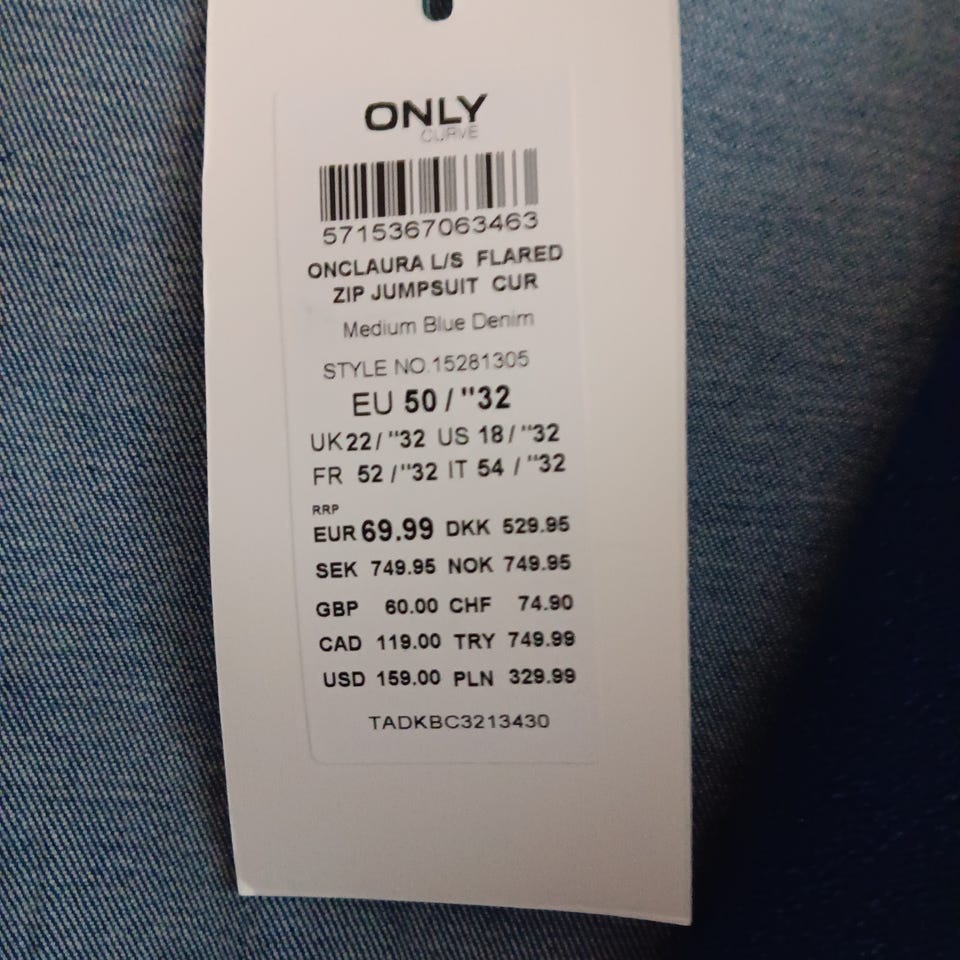 ONLY
CURVE
5715367063463
ONCLAURA L/S FLARED
ZIP JUMPSUIT CUR
Medium Blue Denim
STYLE NO.15281305
EU 50 / "32
UK 22 / "32 US 18 / "32
FR 52 / "32 IT 54 / "32
RRP
EUR 69.99 DKK 529.95
SEK 749.95 NOK 749.95
GBP 60.00 CHF 74.90
CAD 119.00 TRY 749.99
USD 159.00 PLN 329.99
TADKBC3213430